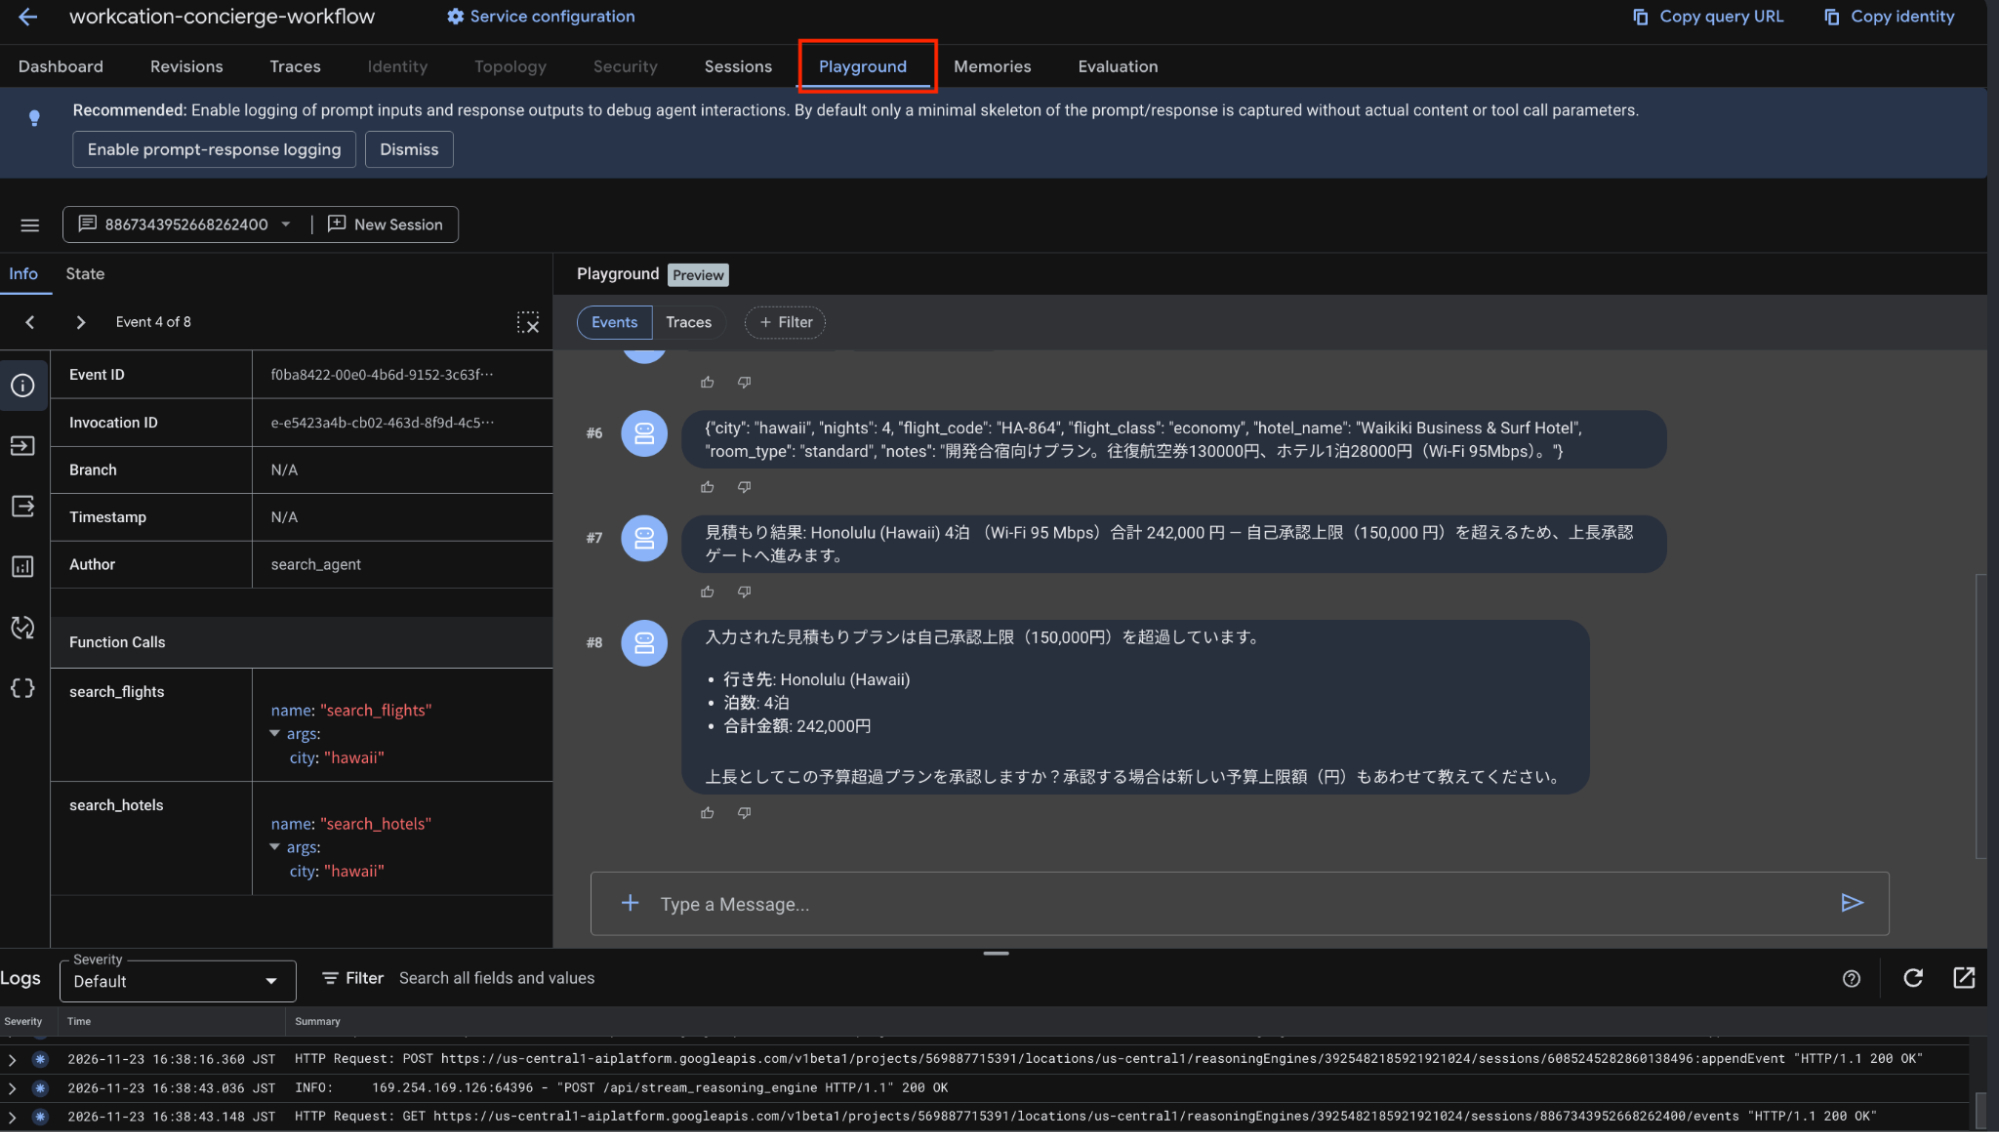 workcation-concierge-workflow
Service configuration
Copy query URL
Copy identity
Dashboard
Revisions
Traces
Identity
Topology
Security
Sessions
Playground
Memories
Evaluation
Recommended: Enable logging of prompt inputs and response outputs to debug agent interactions. By default only a minimal skeleton of the prompt/response is captured without actual content or tool call parameters.
Enable prompt-response logging
Dismiss
8867343952668262400
New Session
Info
State
Event 4 of 8
Event ID
f0ba8422-00e0-4b6d-9152-3c63f···
Invocation ID
e-e5423a4b-cb02-463d-8f9d-4c5···
Branch
N/A
Timestamp
N/A
Author
search_agent
Function Calls
search_flights
name: "search_flights"
args:
city: "hawaii"
search_hotels
name: "search_hotels"
args:
city: "hawaii"
Playground
Preview
Events
Traces
+ Filter
#6
{"city": "hawaii", "nights": 4, "flight_code": "HA-864", "flight_class": "economy", "hotel_name": "Waikiki Business & Surf Hotel",
"room_type": "standard", "notes": "開発合宿向けプラン。往復航空券130000円、ホテル1泊28000円（Wi-Fi 95Mbps）。"}
#7
見積もり結果: Honolulu (Hawaii) 4泊 （Wi-Fi 95 Mbps）合計 242,000 円 — 自己承認上限（150,000 円）を超えるため、上長承認
ゲートへ進みます。
#8
入力された見積もりプランは自己承認上限（150,000円）を超過しています。
• 行き先: Honolulu (Hawaii)
• 泊数: 4泊
• 合計金額: 242,000円
上長としてこの予算超過プランを承認しますか？承認する場合は新しい予算上限額（円）もあわせて教えてください。
Type a Message...
Logs
Severity
Default
Filter
Search all fields and values
Severity
Time
Summary
2026-11-23 16:38:16.360 JST HTTP Request: POST https://us-central1-aiplatform.googleapis.com/v1beta1/projects/569887715391/locations/us-central1/reasoningEngines/3925482185921921024/sessions/6085245282860138496:appendEvent "HTTP/1.1 200 OK"
2026-11-23 16:38:43.036 JST INFO: 169.254.169.126:64396 - "POST /api/stream_reasoning_engine HTTP/1.1" 200 OK
2026-11-23 16:38:43.148 JST HTTP Request: GET https://us-central1-aiplatform.googleapis.com/v1beta1/projects/569887715391/locations/us-central1/reasoningEngines/3925482185921921024/sessions/8867343952668262400/events "HTTP/1.1 200 OK"